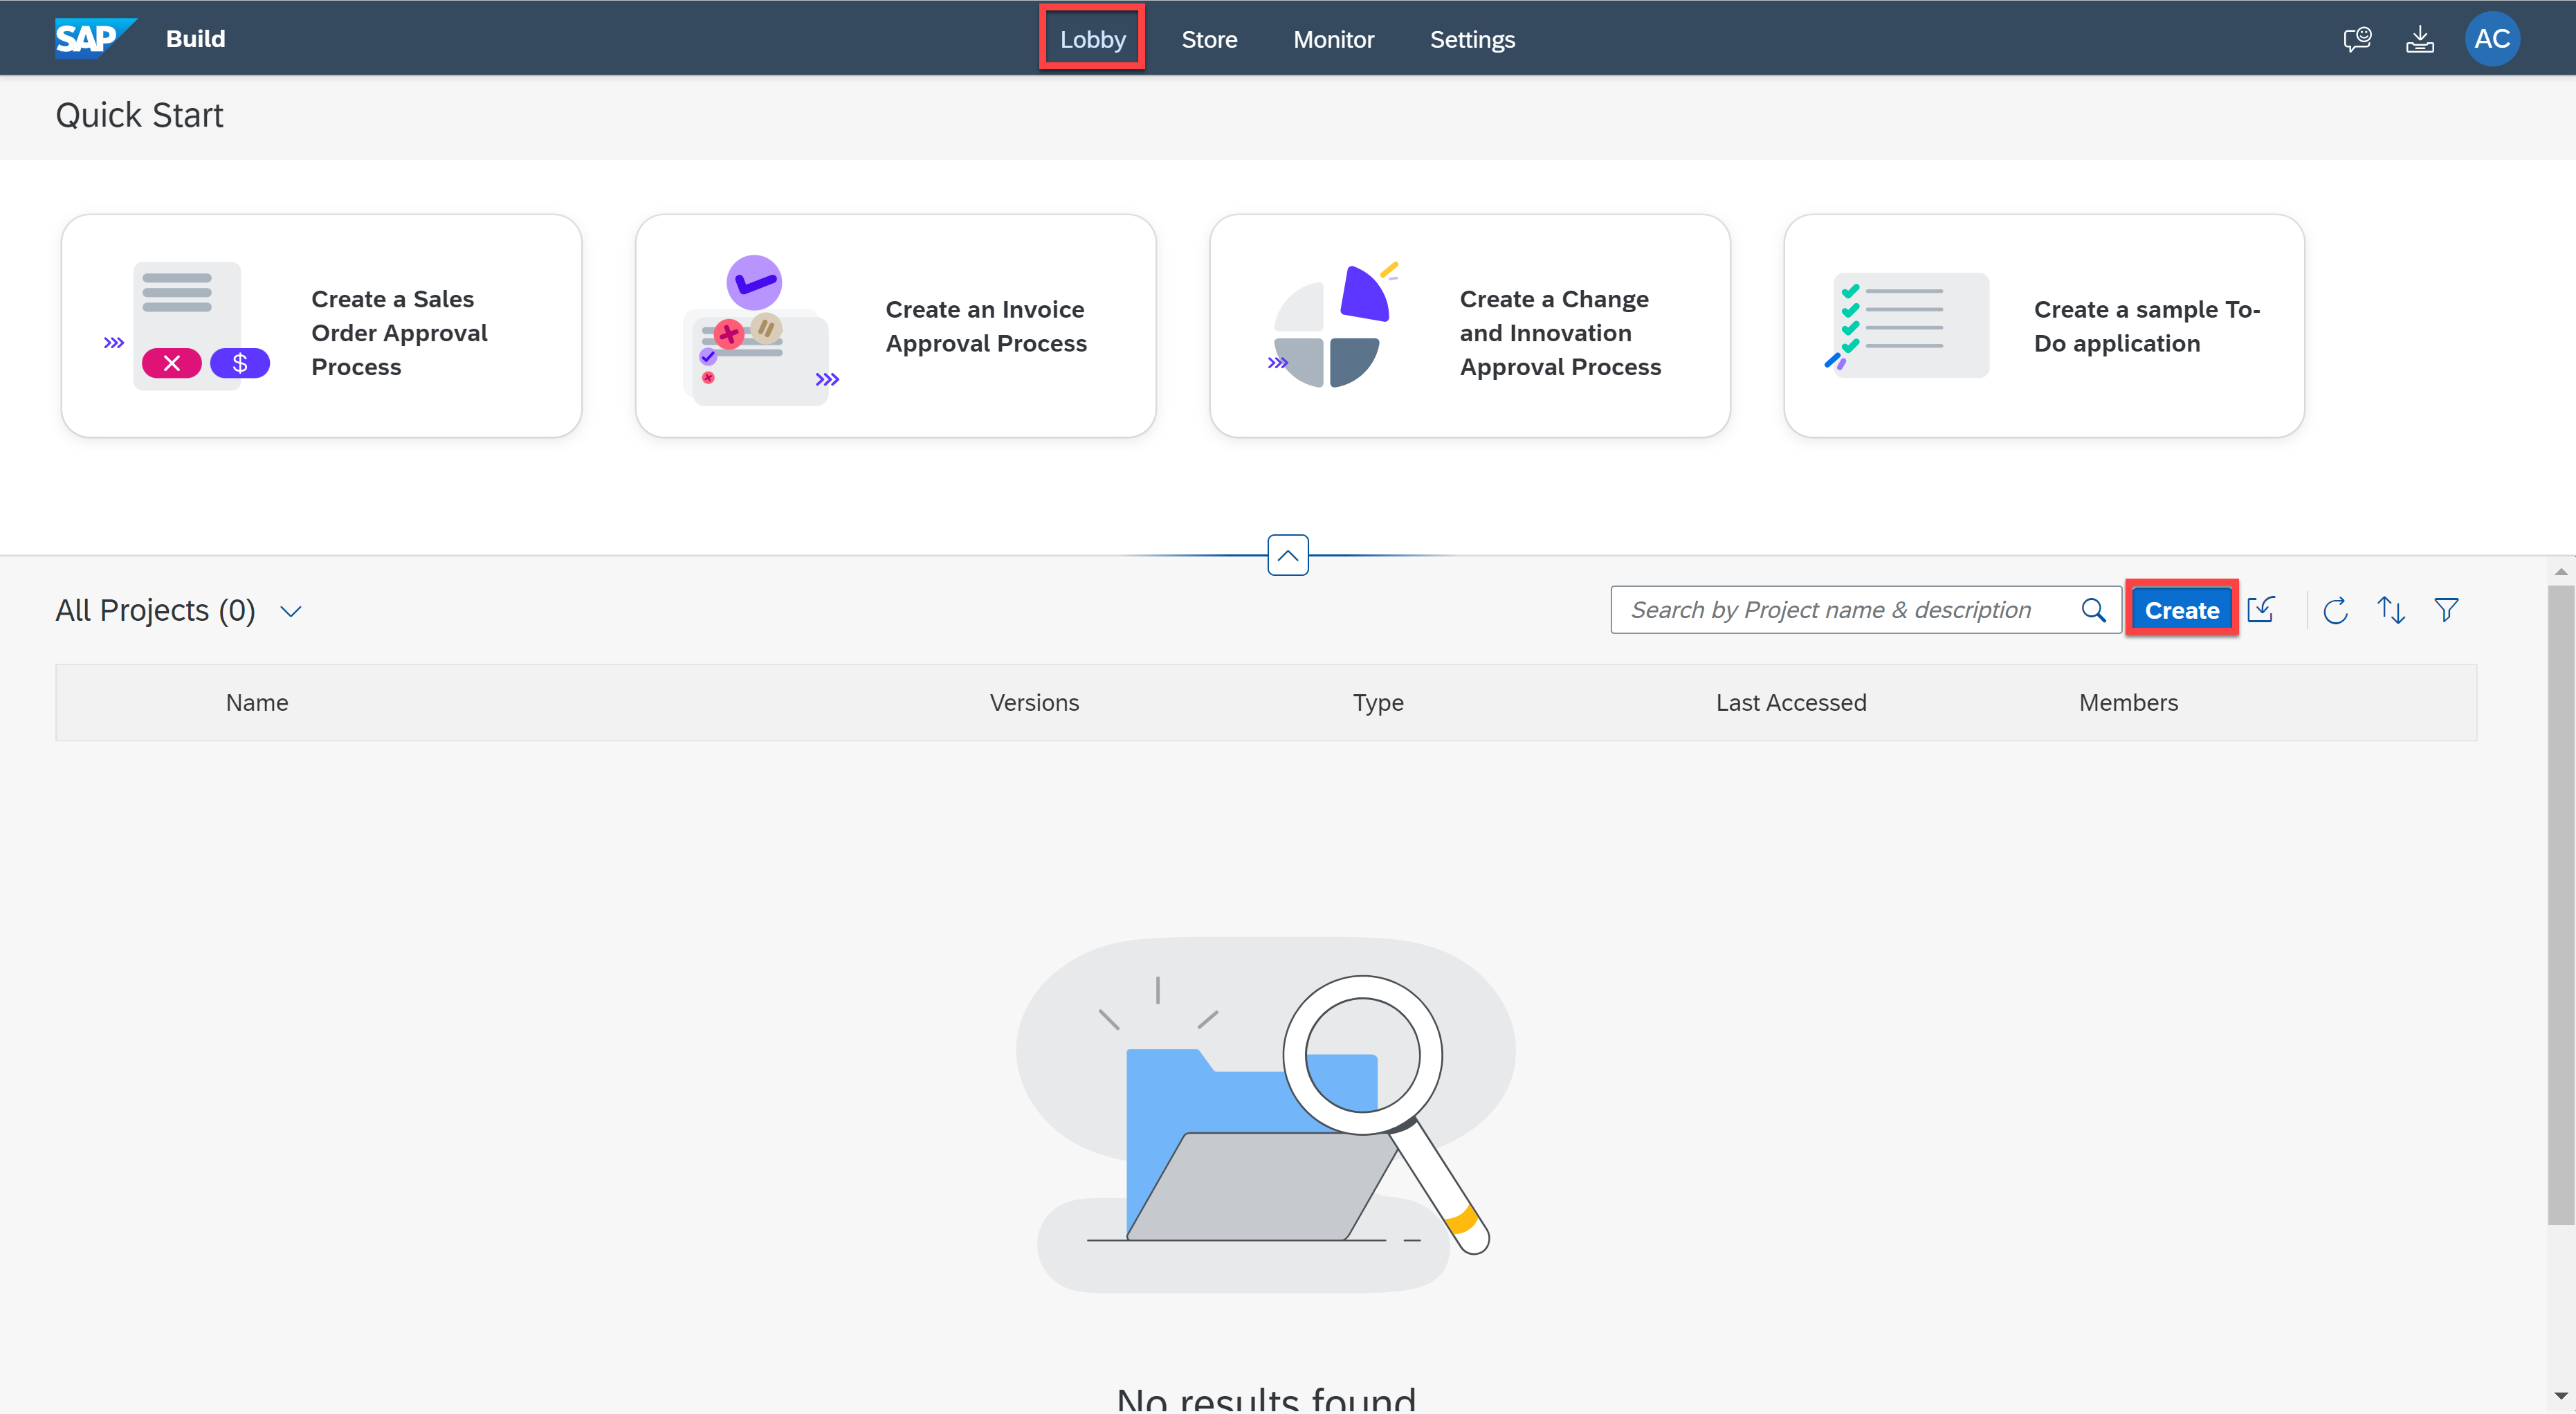 SAP Build
Lobby
Store
Monitor
Settings
AC
Quick Start
Create a Sales
Order Approval
Process
$
Create an Invoice
Approval Process
Create a Change
and Innovation
Approval Process
Create a sample To-
Do application
All Projects (0)
Search by Project name & description
Create
Name
Versions
Type
Last Accessed
Members
No results found